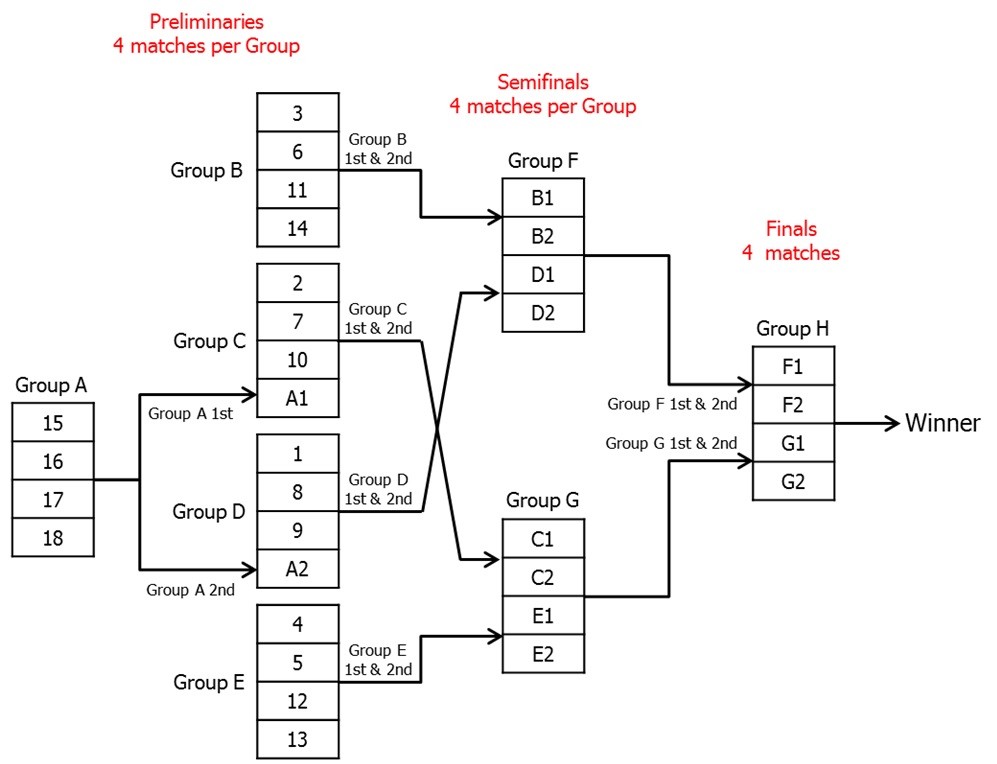 Preliminaries
4 matches per Group
Semifinals
4 matches per Group
Finals
4 matches
Group A
15
16
17
18
Group A 1st
Group A 2nd
Group B
3
6
11
14
Group B
1st & 2nd
Group C
2
7
10
A1
Group C
1st & 2nd
Group D
1
8
9
A2
Group D
1st & 2nd
Group E
4
5
12
13
Group E
1st & 2nd
Group F
B1
B2
D1
D2
Group G
C1
C2
E1
E2
Group F 1st & 2nd
Group G 1st & 2nd
Group H
F1
F2
G1
G2
Winner